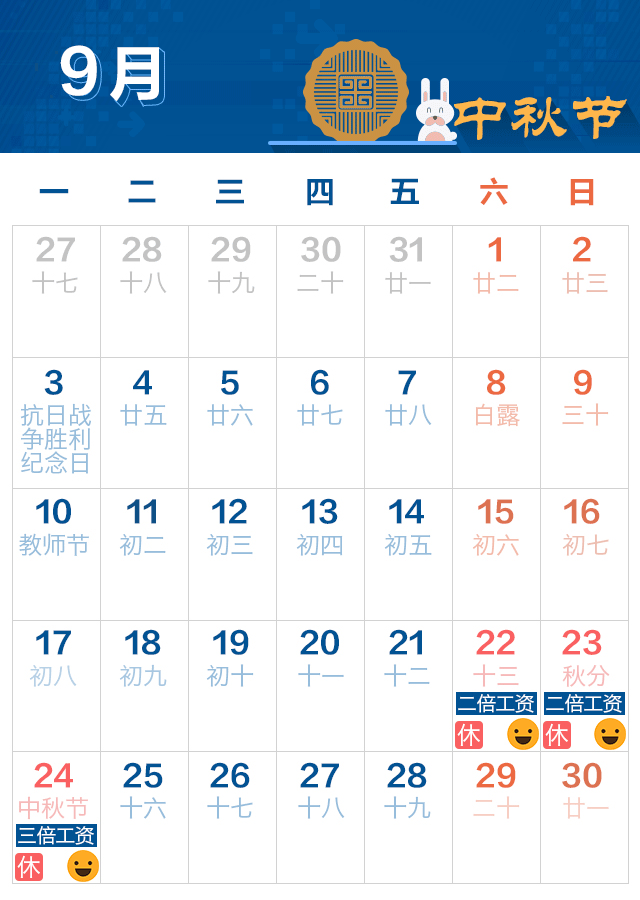 9月
中秋节
一 二 三 四 五 六 日
27 28 29 30 31 1 2
十七 十八 十九 二十 廿一 廿二 廿三
3 4 5 6 7 8 9
抗日战 廿五 廿六 廿七 廿八 白露 三十
争胜利
纪念日
10 11 12 13 14 15 16
教师节 初二 初三 初四 初五 初六 初七
17 18 19 20 21 22 23
初八 初九 初十 十一 十二 十三 秋分
二倍工资 二倍工资
休 休
24 25 26 27 28 29 30
中秋节 十六 十七 十八 十九 二十 廿一
三倍工资
休